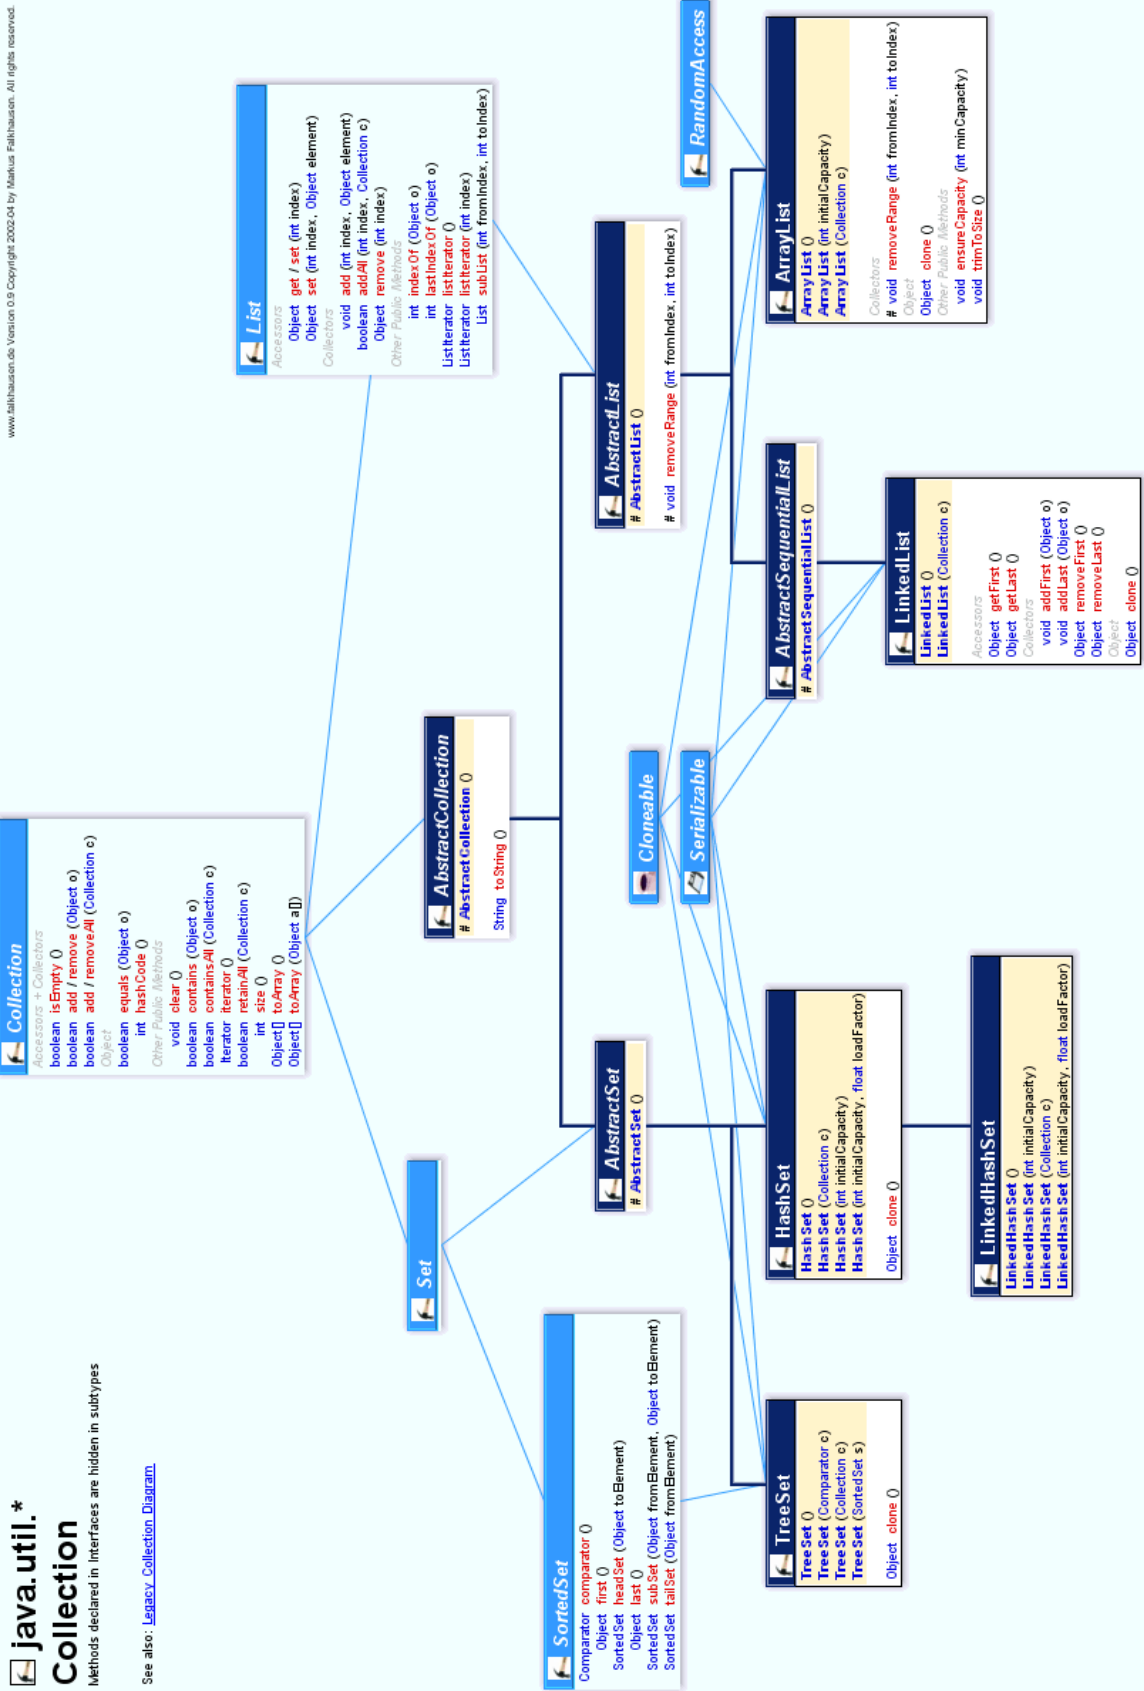 java.util.*
Collection
Methods declared in Interfaces are hidden in subtypes
See also: Legacy Collection Diagram
www.falkhausen.de Version 0.9 Copyright 2002-04 by Markus Falkhausen. All rights reserved.
Collection
Accessors + Collectors
boolean isEmpty ()
boolean add / remove (Object o)
boolean add / removeAll (Collection c)
Object
boolean equals (Object o)
int hashCode ()
Other Public Methods
void clear ()
boolean contains (Object o)
boolean containsAll (Collection c)
Iterator iterator ()
boolean retainAll (Collection c)
int size ()
Object[] toArray ()
Object[] toArray (Object a[])
List
Accessors
Object get / set (int index)
Object set (int index, Object element)
Collectors
void add (int index, Object element)
boolean addAll (int index, Collection c)
Object remove (int index)
Other Public Methods
int indexOf (Object o)
int lastIndexOf (Object o)
ListIterator listIterator ()
ListIterator listIterator (int index)
List subList (int fromIndex, int toIndex)
Set
AbstractCollection
# AbstractCollection ()
String toString ()
SortedSet
Comparator comparator ()
Object first ()
SortedSet headSet (Object toElement)
Object last ()
SortedSet subSet (Object fromElement, Object toElement)
SortedSet tailSet (Object fromElement)
AbstractSet
# AbstractSet ()
Cloneable
Serializable
AbstractList
# AbstractList ()
# void removeRange (int fromIndex, int toIndex)
RandomAccess
TreeSet
TreeSet ()
TreeSet (Comparator c)
TreeSet (Collection c)
TreeSet (SortedSet s)
Object clone ()
HashSet
HashSet ()
HashSet (Collection c)
HashSet (int initialCapacity)
HashSet (int initialCapacity, float loadFactor)
Object clone ()
AbstractSequentialList
# AbstractSequentialList ()
ArrayList
ArrayList ()
ArrayList (int initialCapacity)
ArrayList (Collection c)
Collectors
# void removeRange (int fromIndex, int toIndex)
Object
Object clone ()
Other Public Methods
void ensureCapacity (int minCapacity)
void trimToSize ()
LinkedHashSet
LinkedHashSet ()
LinkedHashSet (int initialCapacity)
LinkedHashSet (Collection c)
LinkedHashSet (int initialCapacity, float loadFactor)
LinkedList
LinkedList ()
LinkedList (Collection c)
Accessors
Object getFirst ()
Object getLast ()
Collectors
void addFirst (Object o)
void addLast (Object o)
Object removeFirst ()
Object removeLast ()
Object
Object clone ()